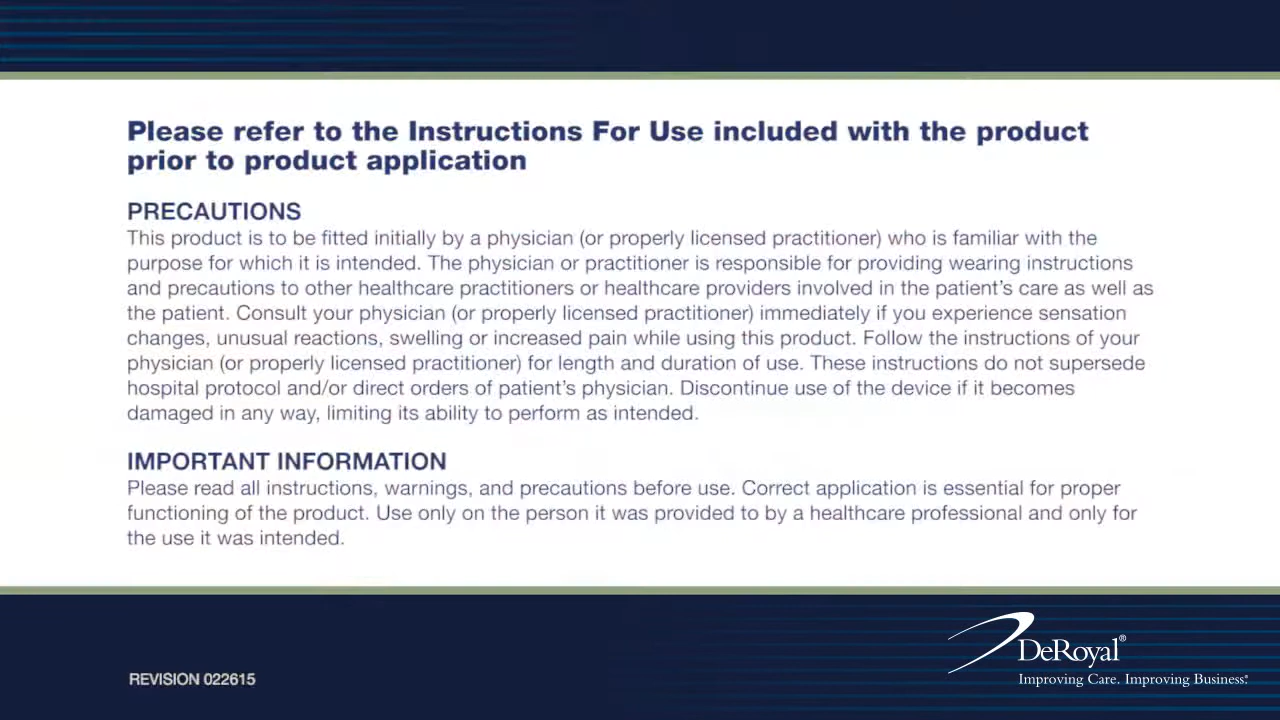 Please refer to the Instructions For Use included with the product
prior to product application
PRECAUTIONS
This product is to be fitted initially by a physician (or properly licensed practitioner) who is familiar with the
purpose for which it is intended. The physician or practitioner is responsible for providing wearing instructions
and precautions to other healthcare practitioners or healthcare providers involved in the patient's care as well as
the patient. Consult your physician (or properly licensed practitioner) immediately if you experience sensation
changes, unusual reactions, swelling or increased pain while using this product. Follow the instructions of your
physician (or properly licensed practitioner) for length and duration of use. These instructions do not supersede
hospital protocol and/or direct orders of patient's physician. Discontinue use of the device if it becomes
damaged in any way, limiting its ability to perform as intended.
IMPORTANT INFORMATION
Please read all instructions, warnings, and precautions before use. Correct application is essential for proper
functioning of the product. Use only on the person it was provided to by a healthcare professional and only for
the use it was intended.
DeRoyal®
Improving Care. Improving Business.®
REVISION 022615